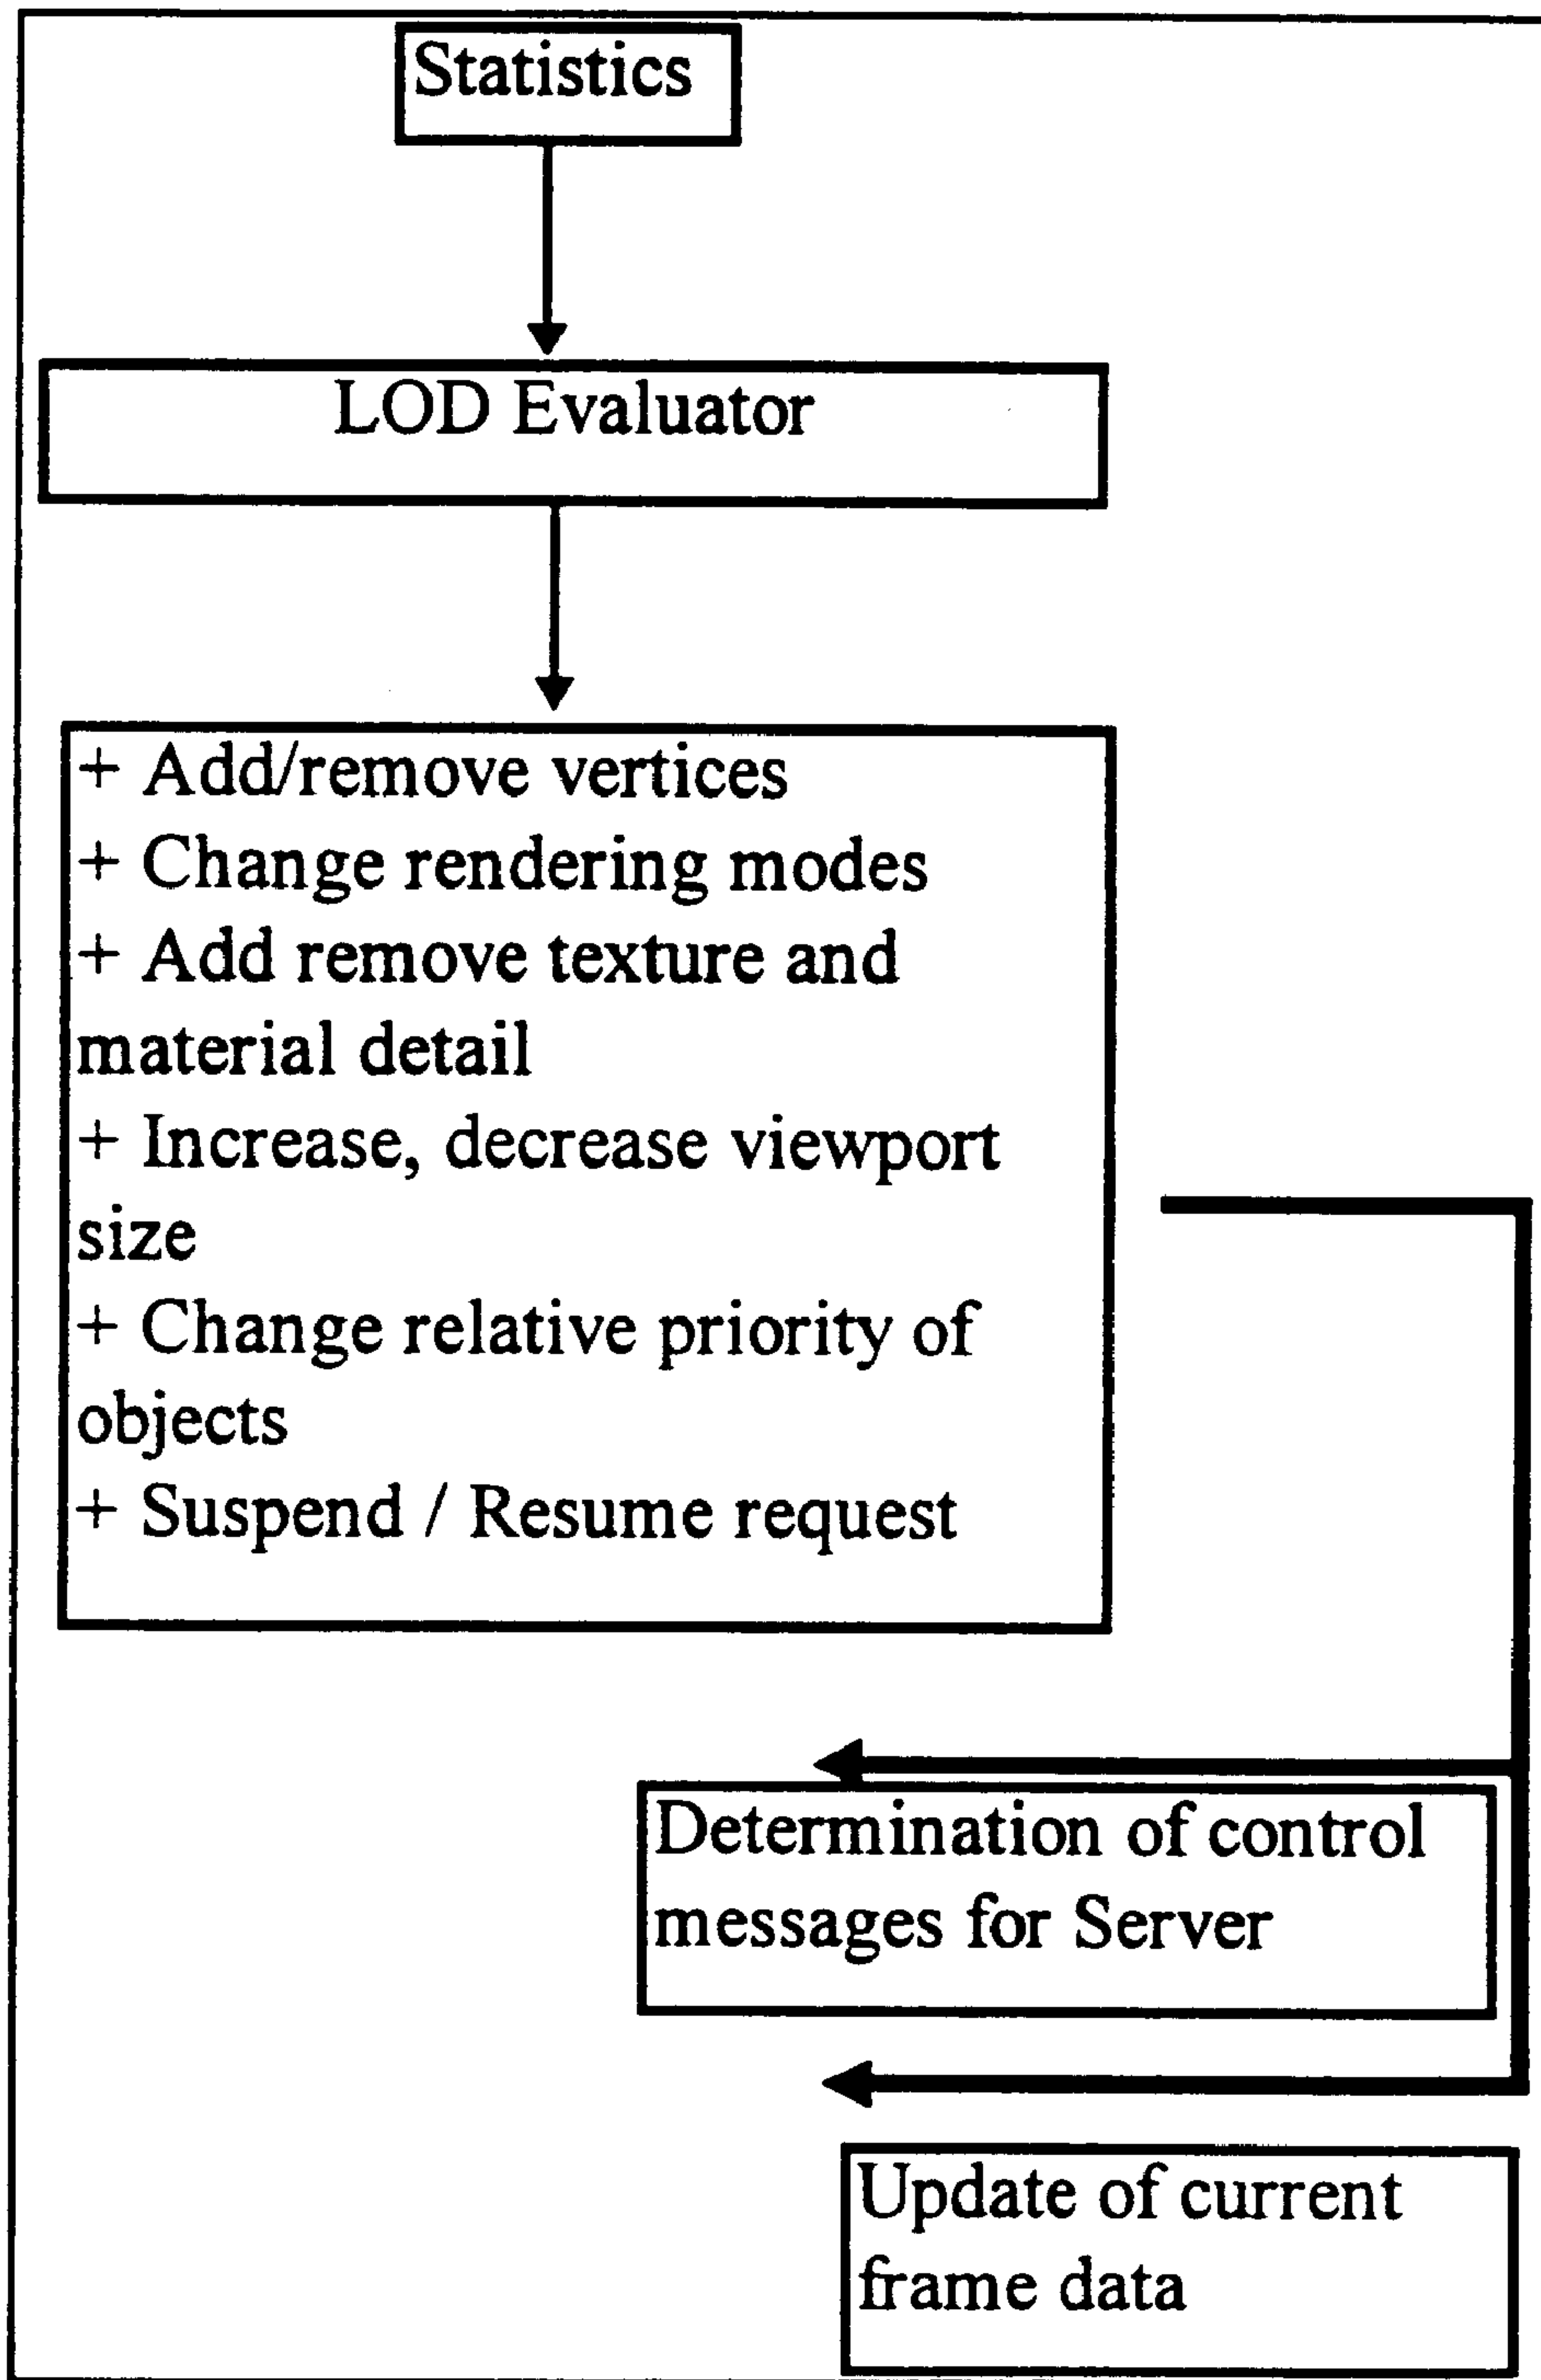 Statistics
LOD Evaluator
+ Add/remove vertices
+ Change rendering modes
+ Add remove texture and
material detail
+ Increase, decrease viewport
size
+ Change relative priority of
objects
+ Suspend / Resume request
Determination of control
messages for Server
Update of current
frame data